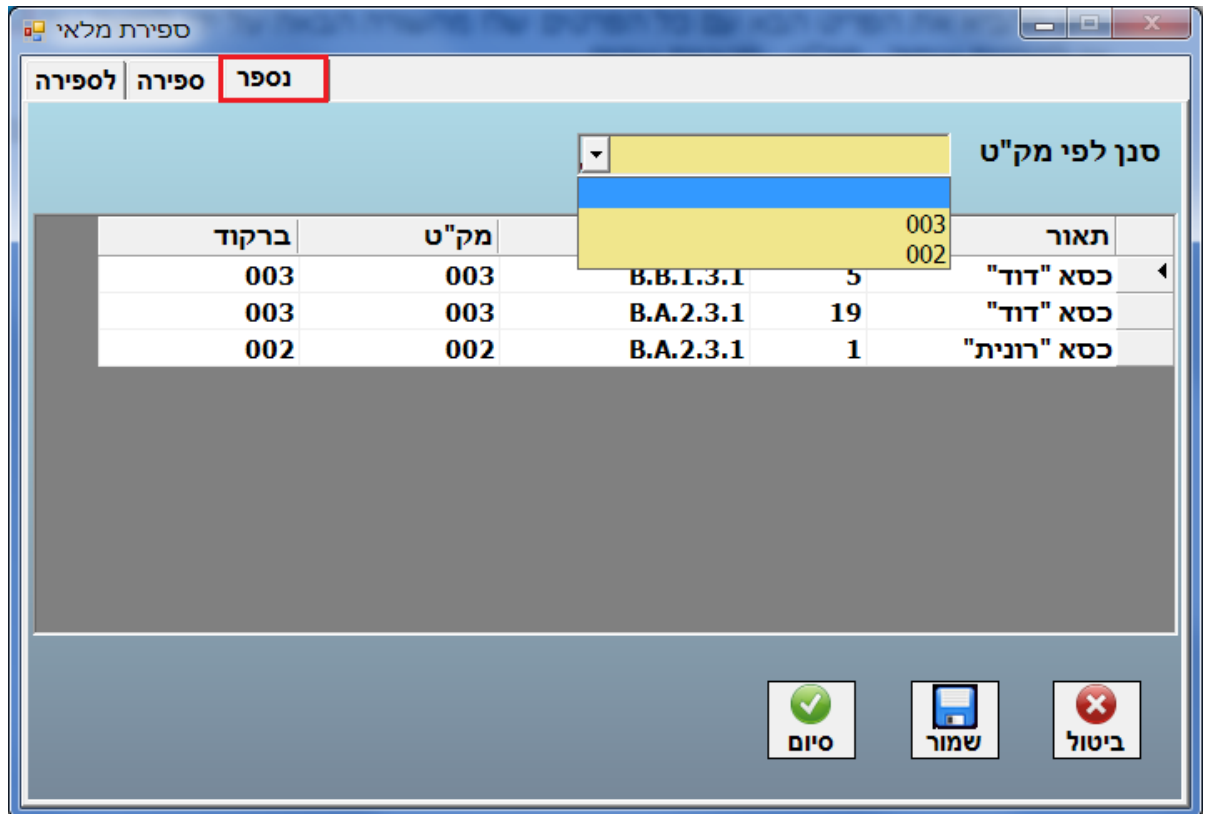 ספירת מלאי
לספירה ספירה נספר
סנן לפי מק"ט
003
002
תאור מק"ט ברקוד
כסא "דוד" 5 B.B.1.3.1 003 003
כסא "דוד" 19 B.A.2.3.1 003 003
כסא "רונית" 1 B.A.2.3.1 002 002
ביטול שמור סיום